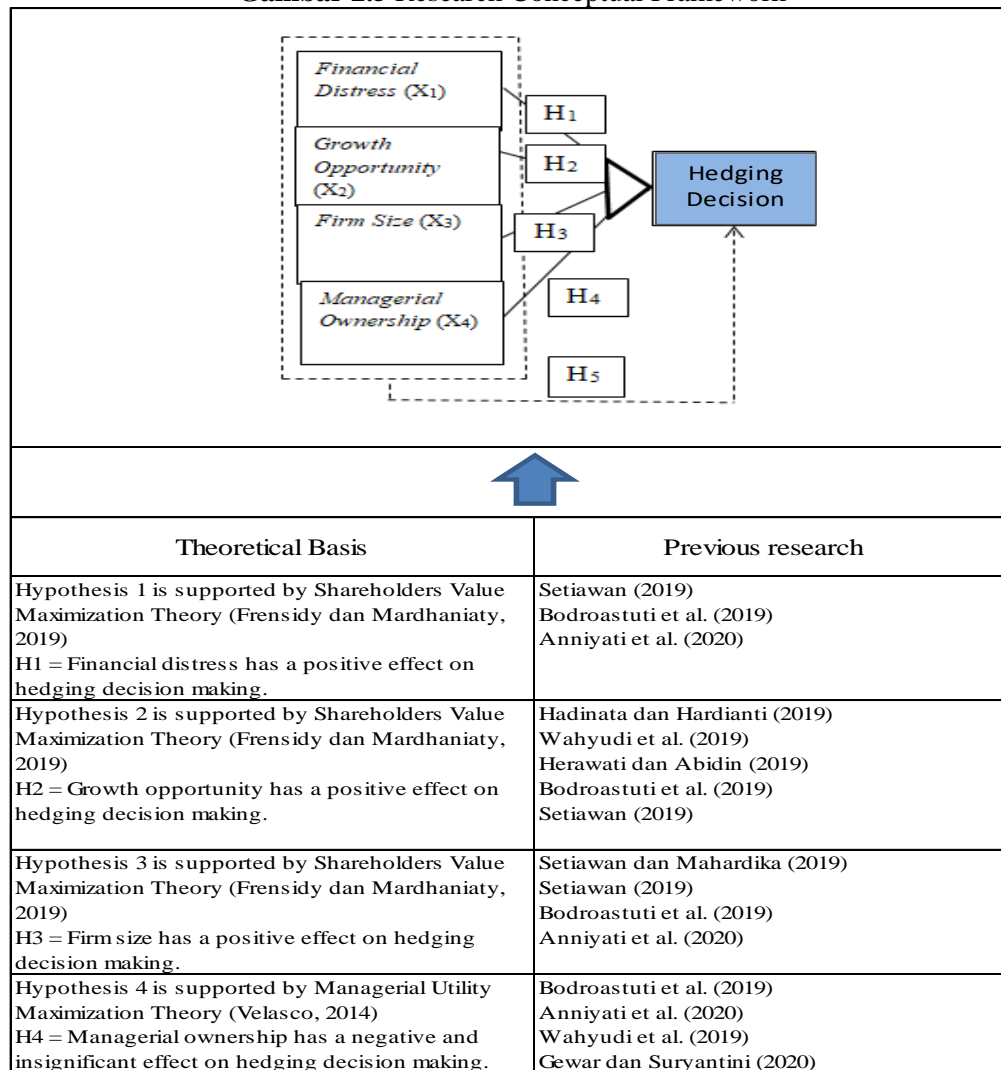 Financial
Distress (X₁)
H₁
Growth
Opportunity
(X₂)
H₂
Hedging
Decision
Firm Size (X₃)
H₃
Managerial
Ownership (X₄)
H₄
H₅
Theoretical Basis
Previous research
Hypothesis 1 is supported by Shareholders Value
Maximization Theory (Frensidy dan Mardhaniaty,
2019)
H1 = Financial distress has a positive effect on
hedging decision making.
Setiawan (2019)
Bodroastuti et al. (2019)
Anniyati et al. (2020)
Hypothesis 2 is supported by Shareholders Value
Maximization Theory (Frensidy dan Mardhaniaty,
2019)
H2 = Growth opportunity has a positive effect on
hedging decision making.
Hadinata dan Hardianti (2019)
Wahyudi et al. (2019)
Herawati dan Abidin (2019)
Bodroastuti et al. (2019)
Setiawan (2019)
Hypothesis 3 is supported by Shareholders Value
Maximization Theory (Frensidy dan Mardhaniaty,
2019)
H3 = Firm size has a positive effect on hedging
decision making.
Setiawan dan Mahardika (2019)
Setiawan (2019)
Bodroastuti et al. (2019)
Anniyati et al. (2020)
Hypothesis 4 is supported by Managerial Utility
Maximization Theory (Velasco, 2014)
H4 = Managerial ownership has a negative and
insignificant effect on hedging decision making.
Bodroastuti et al. (2019)
Anniyati et al. (2020)
Wahyudi et al. (2019)
Gewar dan Suryantini (2020)